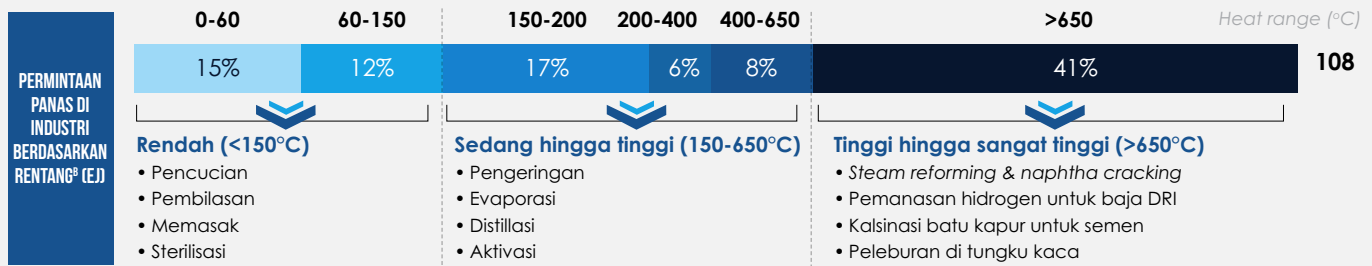 0-60 60-150 150-200 200-400 400-650 >650 Heat range (°C)
PERMINTAAN
PANAS DI
INDUSTRI
BERDASARKAN
RENTANGᴮ (EJ)
15% 12% 17% 6% 8% 41% 108
Rendah (<150°C)
• Pencucian
• Pembilasan
• Memasak
• Sterilisasi
Sedang hingga tinggi (150-650°C)
• Pengeringan
• Evaporasi
• Distillasi
• Aktivasi
Tinggi hingga sangat tinggi (>650°C)
• Steam reforming & naphtha cracking
• Pemanasan hidrogen untuk baja DRI
• Kalsinasi batu kapur untuk semen
• Peleburan di tungku kaca